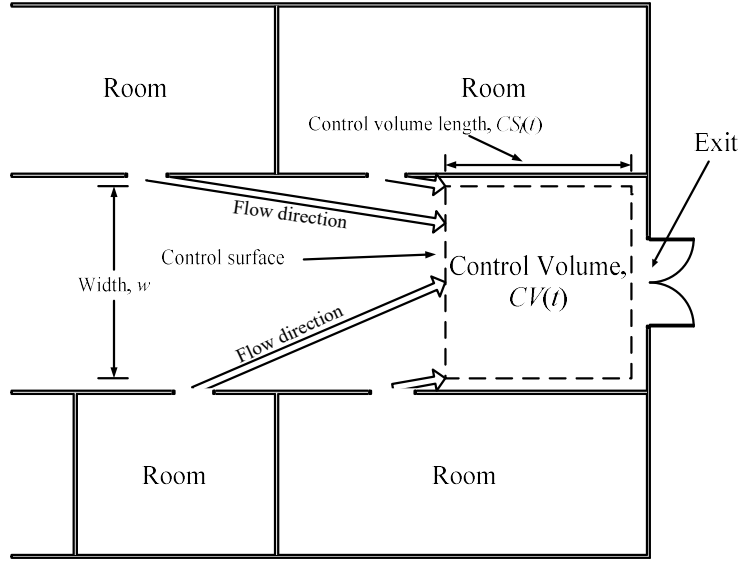 Room
Room
Control volume length, CSl(t)
Exit
Flow direction
Control surface
Control Volume,
CV(t)
Width, w
Flow direction
Room
Room